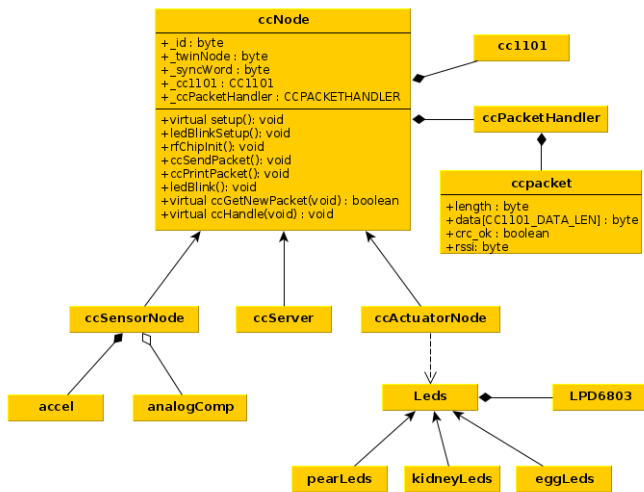 ccNode
+_id : byte
+_twinNode : byte
+_syncWord : byte
+_cc1101 : CC1101
+_ccPacketHandler : CCPACKETHANDLER
+virtual setup(): void
+ledBlinkSetup(): void
+rfChipInit(): void
+ccSendPacket(): void
+ccPrintPacket(): void
+ledBlink(): void
+virtual ccGetNewPacket(void) : boolean
+virtual ccHandle(void) : void
cc1101
ccPacketHandler
ccpacket
+length : byte
+data[CC1101_DATA_LEN] : byte
+crc_ok : boolean
+rssi: byte
ccSensorNode
ccServer
ccActuatorNode
accel
analogComp
Leds
LPD6803
pearLeds
kidneyLeds
eggLeds